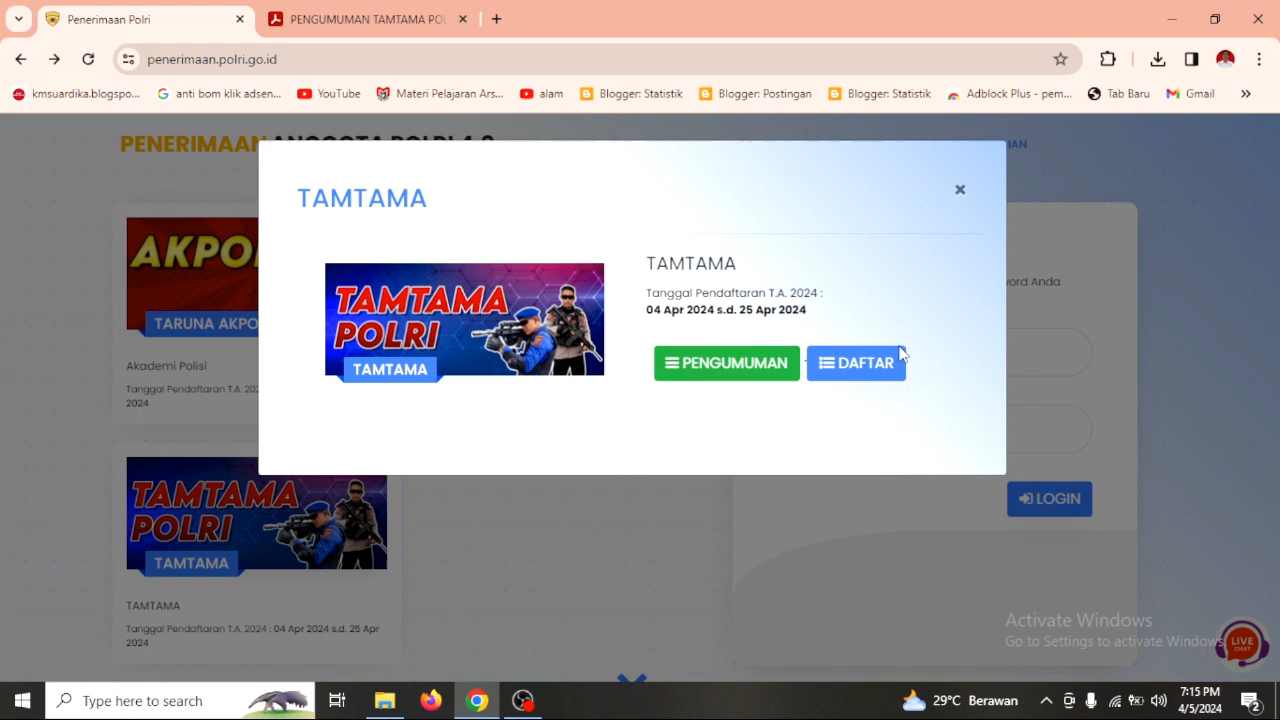 Penerimaan Polri
PENGUMUMAN TAMTAMA POL
penerimaan.polri.go.id
kmsuardika.blogspo...
anti bom klik adsen...
YouTube
Materi Pelajaran Ars...
alam
Blogger: Statistik
Blogger: Postingan
Blogger: Statistik
Adblock Plus - pem...
Tab Baru
Gmail
PENERIMAAN ANGGOTA POLRI 4.0
TAMTAMA
TAMTAMA POLRI
TAMTAMA
TAMTAMA
Tanggal Pendaftaran T.A. 2024 :
04 Apr 2024 s.d. 25 Apr 2024
PENGUMUMAN
DAFTAR
AKPO
TARUNA AKPO
Akademi Polisi
Tanggal Pendaftaran T.A. 202
2024
TAMTAMA
POLRI
TAMTAMA
TAMTAMA
Tanggal Pendaftaran T.A. 2024 : 04 Apr 2024 s.d. 25 Apr
2024
word Anda
LOGIN
LIVE
CHAT
Activate Windows
Go to Settings to activate Windows.
Type here to search
29°C Berawan
7:15 PM
4/5/2024
2